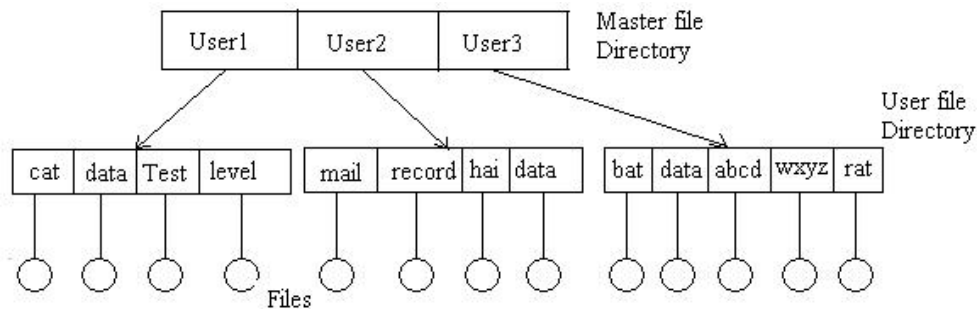 User1 User2 User3
Master file
Directory
User file
Directory
cat data Test level
mail record hai data
bat data abcd wxyz rat
Files